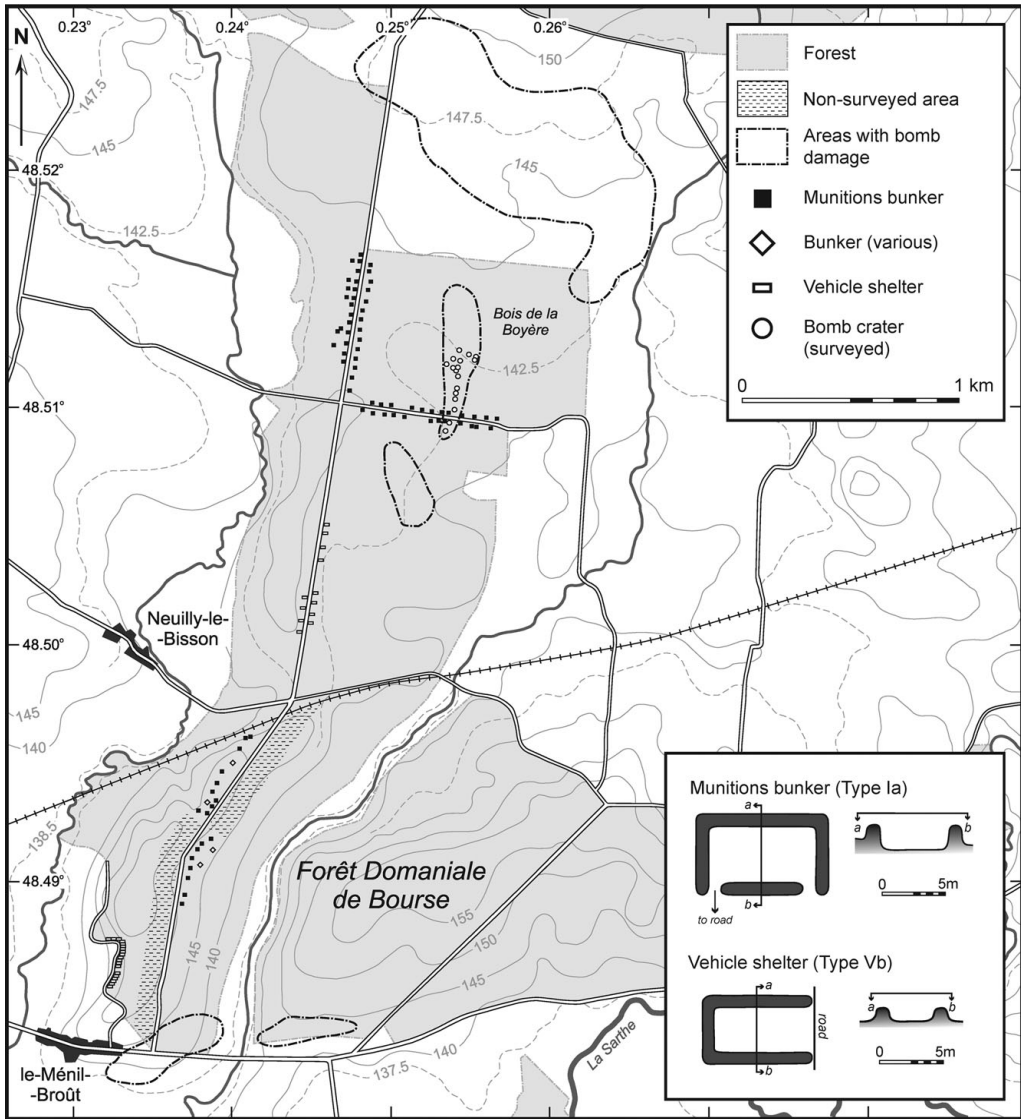 0.23°
0.24°
0.25°
0.26°
N
150
147.5
147.5
145
145
48.52°
142.5
Bois de la
Boyère
142.5
48.51°
Neuilly-le-
-Bisson
48.50°
145
140
138.5
48.49°
Forêt Domaniale
de Bourse
155
150
145
145
140
140
137.5
le-Ménil-
-Broût
La Sarthe
Forest
Non-surveyed area
Areas with bomb
damage
Munitions bunker
Bunker (various)
Vehicle shelter
Bomb crater
(surveyed)
0 1 km
Munitions bunker (Type Ia)
a
b
to road
a b
0 5m
Vehicle shelter (Type Vb)
a
b
road
a b
0 5m